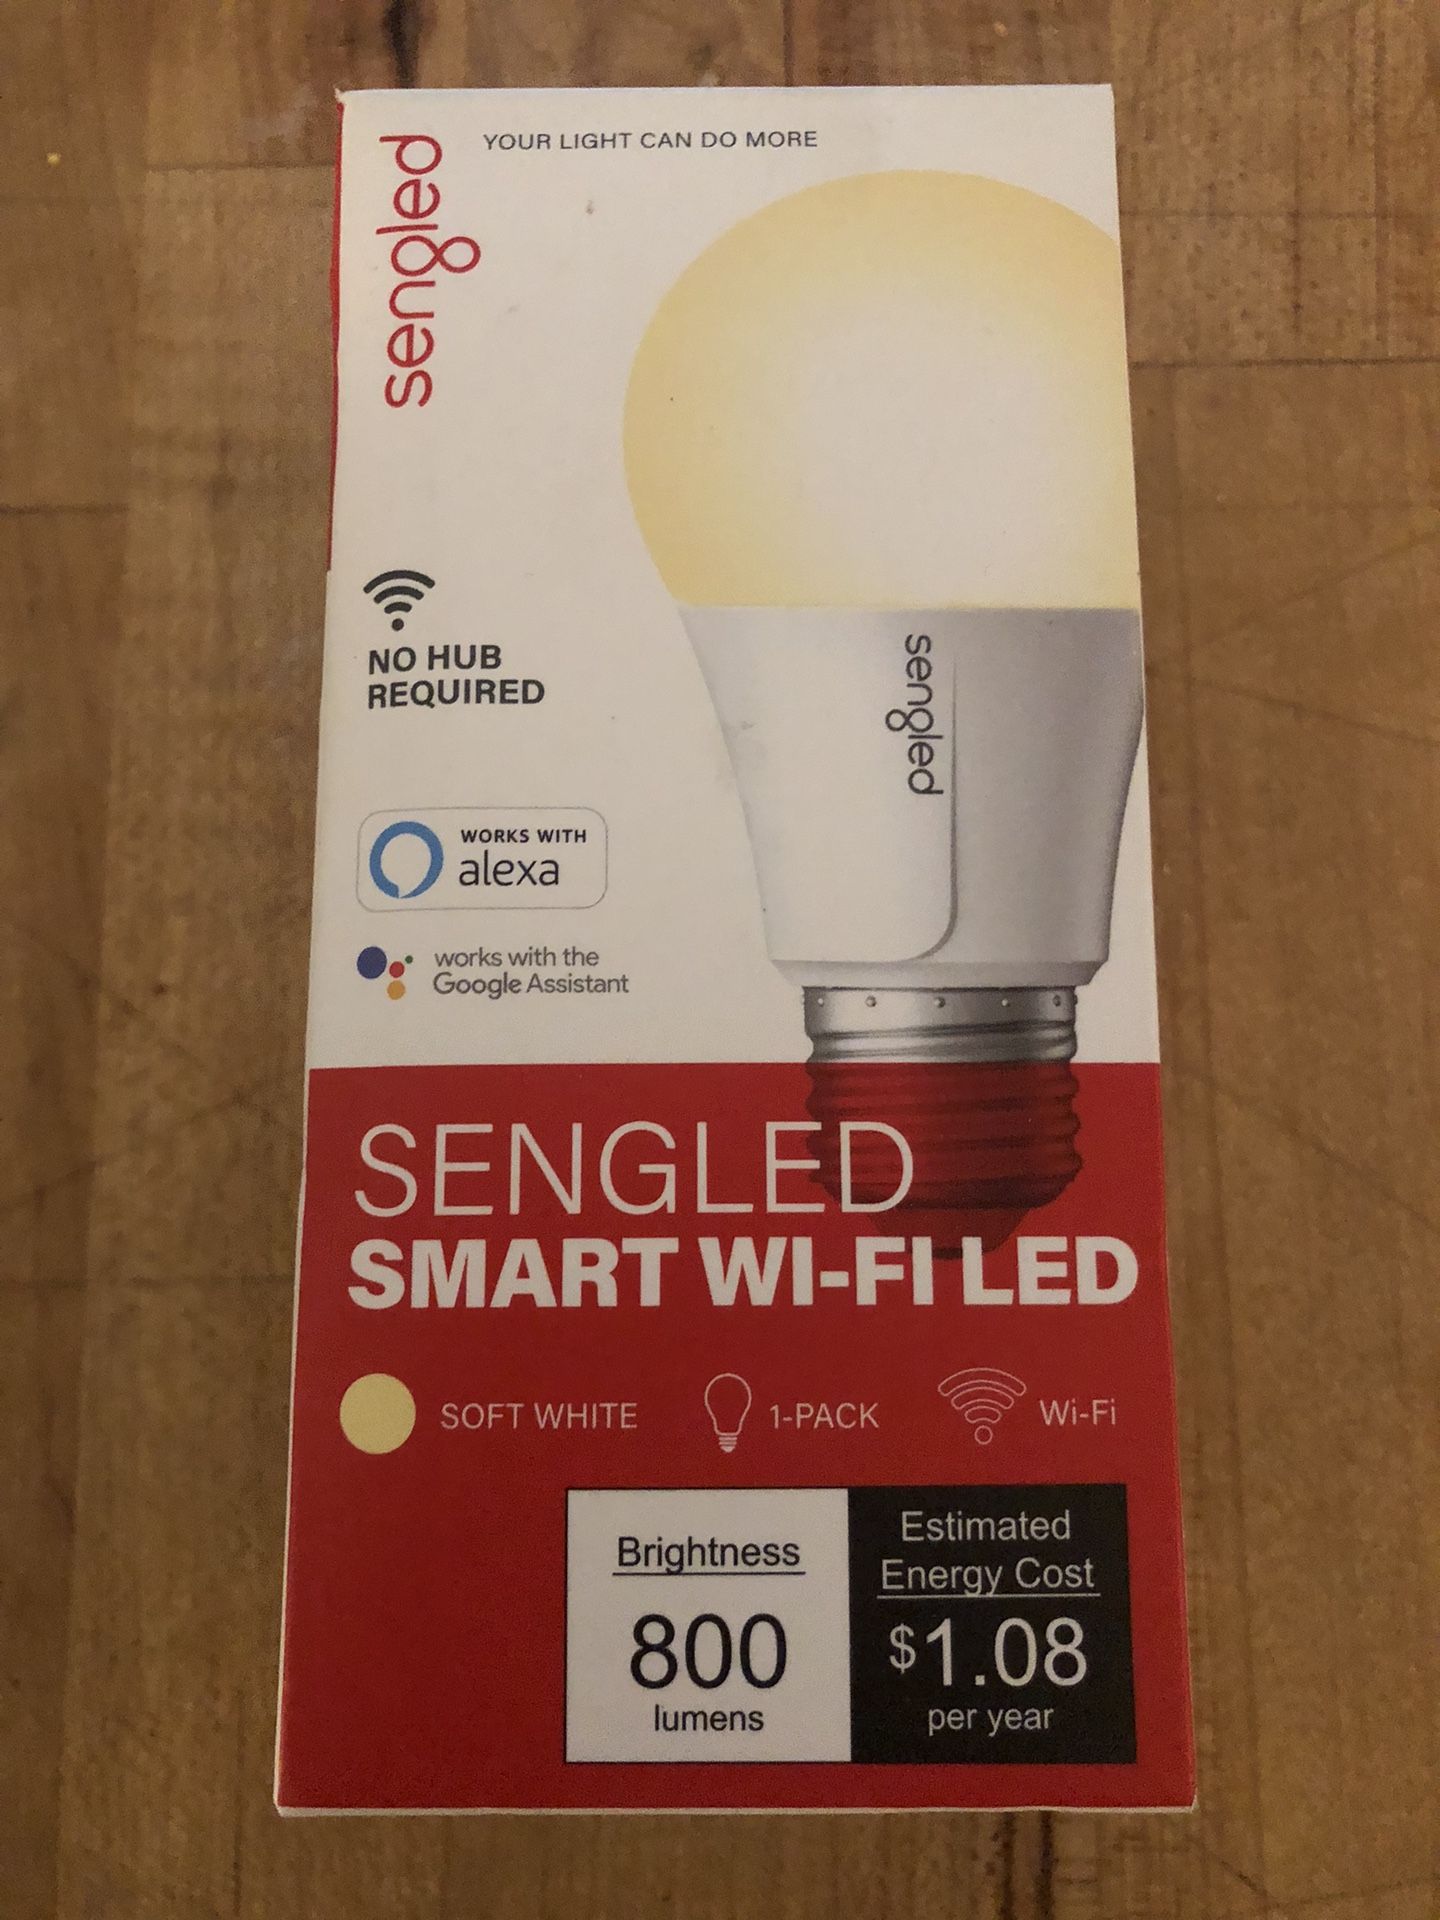 sengled
YOUR LIGHT CAN DO MORE
NO HUB
REQUIRED
sengled
WORKS WITH
alexa
works with the
Google Assistant
SENGLED
SMART WI-FI LED
SOFT WHITE
1-PACK
Wi-Fi
Brightness
800
lumens
Estimated
Energy Cost
$1.08
per year